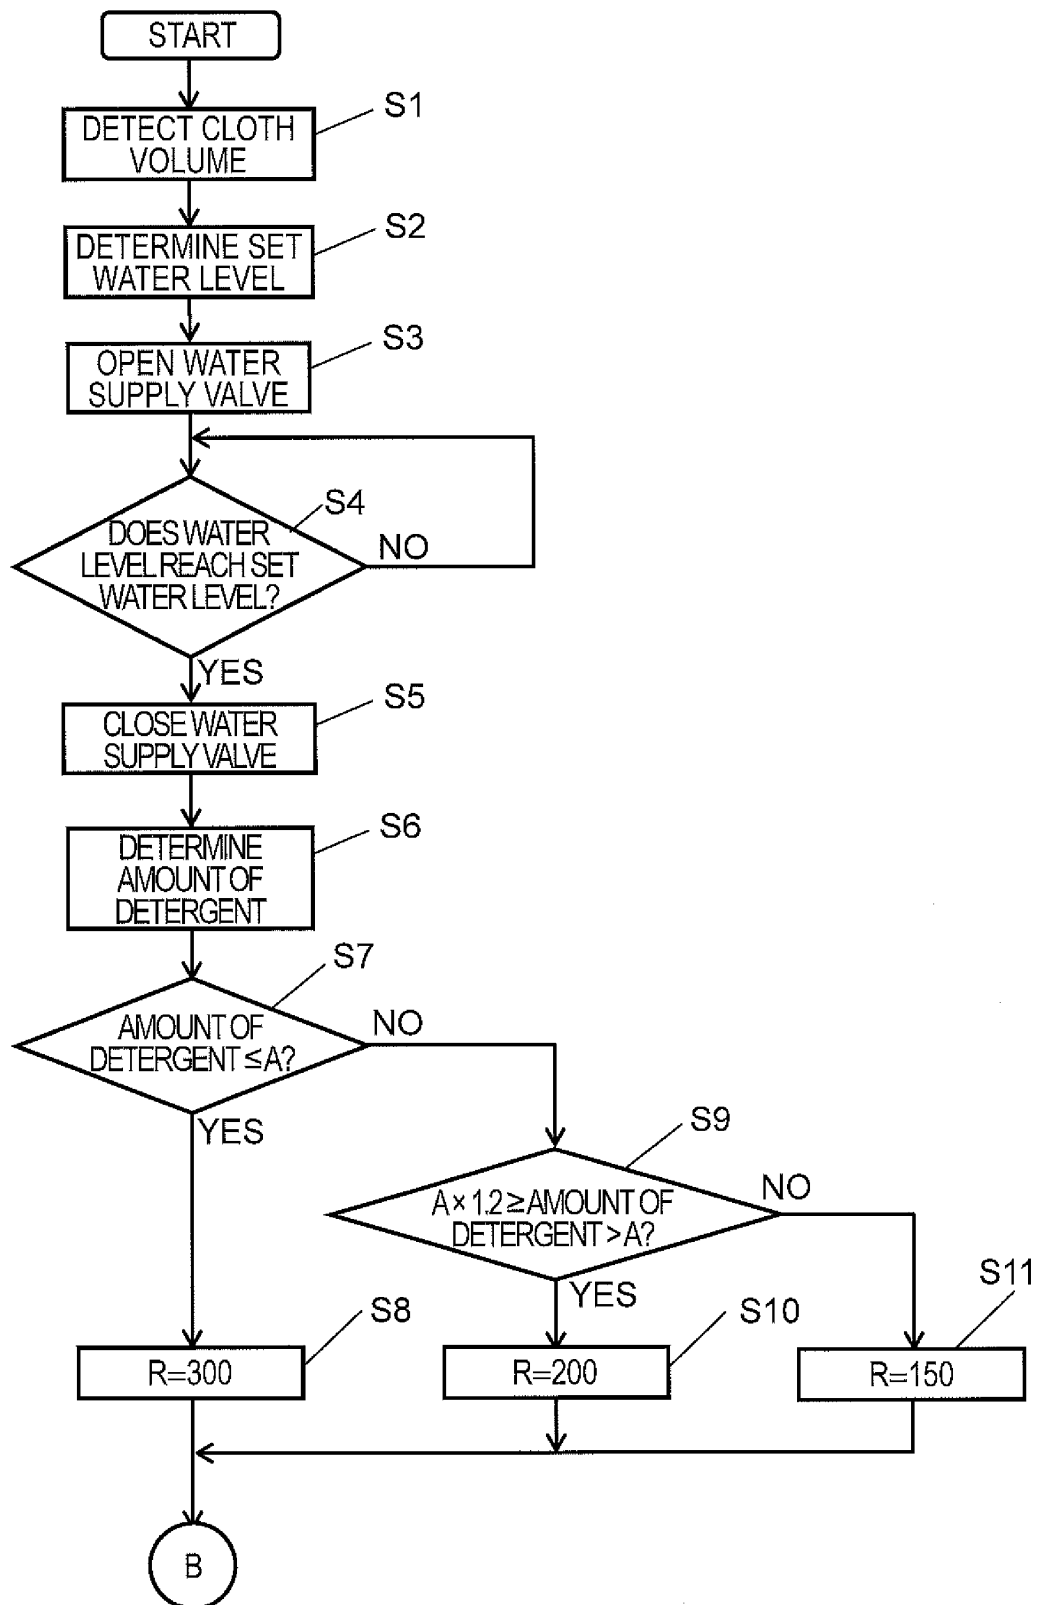 START
S1
DETECT CLOTH
VOLUME
S2
DETERMINE SET
WATER LEVEL
S3
OPEN WATER
SUPPLY VALVE
S4
DOES WATER
LEVEL REACH SET
WATER LEVEL?
NO
YES
S5
CLOSE WATER
SUPPLY VALVE
S6
DETERMINE
AMOUNT OF
DETERGENT
S7
AMOUNT OF
DETERGENT ≤ A?
NO
YES
S9
A × 1.2 ≥ AMOUNT OF
DETERGENT > A?
NO
YES
S8
R=300
S10
R=200
S11
R=150
B